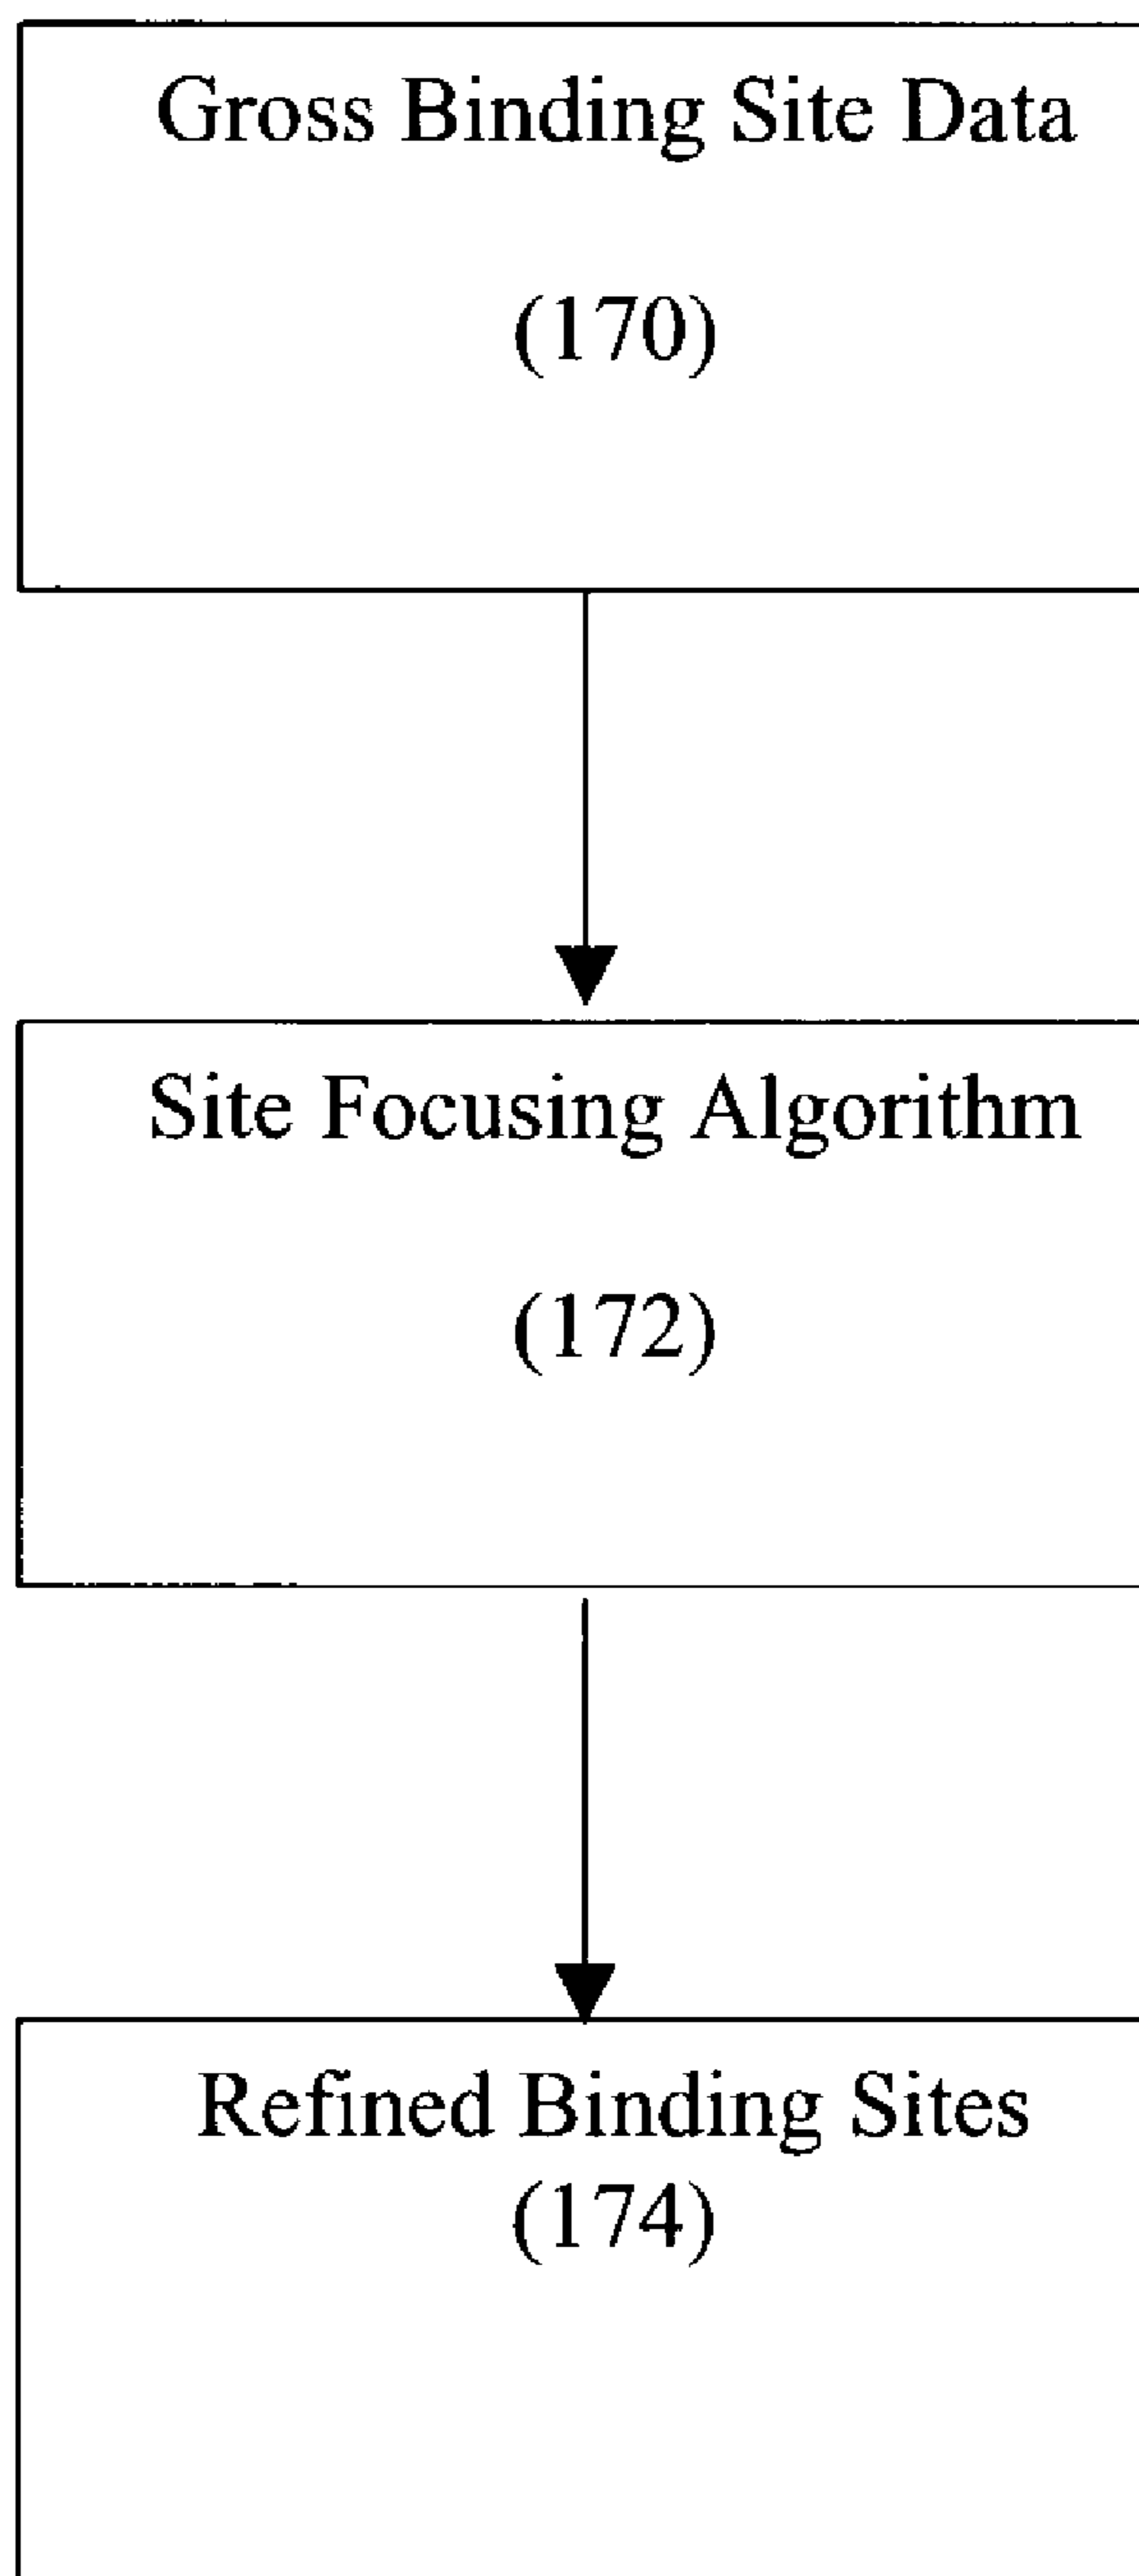 Gross Binding Site Data
(170)
Site Focusing Algorithm
(172)
Refined Binding Sites
(174)